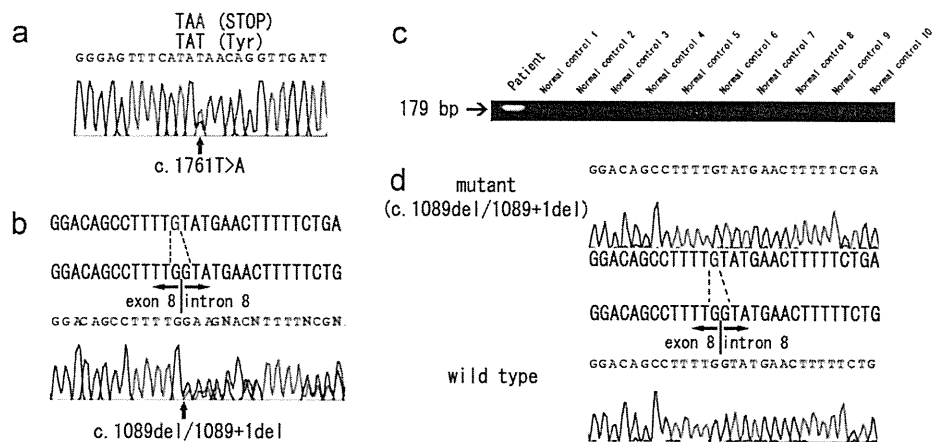 a
TAA (STOP)
TAT (Tyr)
GGGAGTTTCATATAACAGGTTGATT
c.1761T>A
b
GGACAGCCTTTTGTATGAACTTTTTCTGA
GGACAGCCTTTTGGTATGAACTTTTTCTG
exon 8 intron 8
GGACAGCCTTTTGGAAGNACNTTTTNCGN
c.1089del/1089+1del
c
Patient
Normal control 1
Normal control 2
Normal control 3
Normal control 4
Normal control 5
Normal control 6
Normal control 7
Normal control 8
Normal control 9
Normal control 10
179 bp
d
mutant
(c.1089del/1089+1del)
GGACAGCCTTTTGTATGAACTTTTTCTGA
GGACAGCCTTTTGTATGAACTTTTTCTGA
GGACAGCCTTTTGGTATGAACTTTTTCTG
exon 8 intron 8
wild type
GGACAGCCTTTTGGTATGAACTTTTTCTG